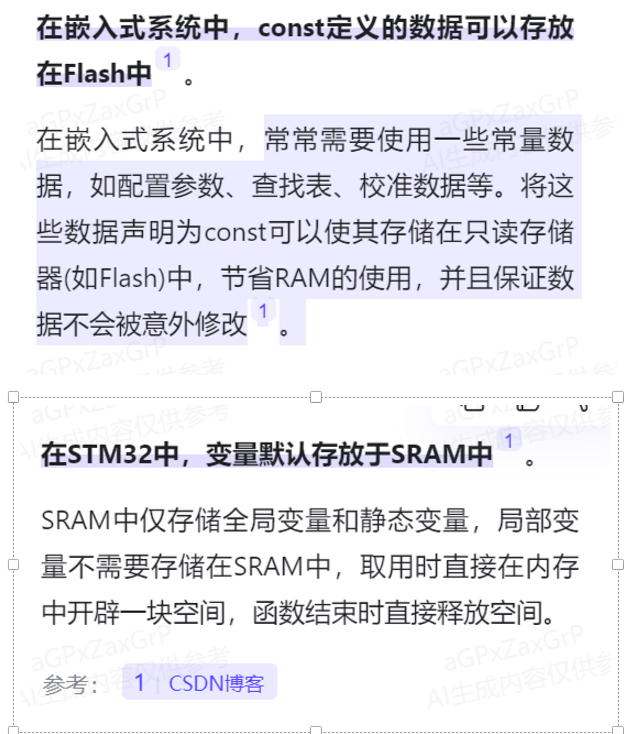 在嵌入式系统中，const定义的数据可以存放
在Flash中 1 。
在嵌入式系统中，常常需要使用一些常量数
据，如配置参数、查找表、校准数据等。将这
些数据声明为const可以使其存储在只读存储
器(如Flash)中，节省RAM的使用，并且保证数
据不会被意外修改 1 。
在STM32中，变量默认存放于SRAM中 1 。
SRAM中仅存储全局变量和静态变量，局部变
量不需要存储在SRAM中，取用时直接在内存
中开辟一块空间，函数结束时直接释放空间。
参考： 1 | CSDN博客
aGPxZaxGrP
AI生成内容仅供参考